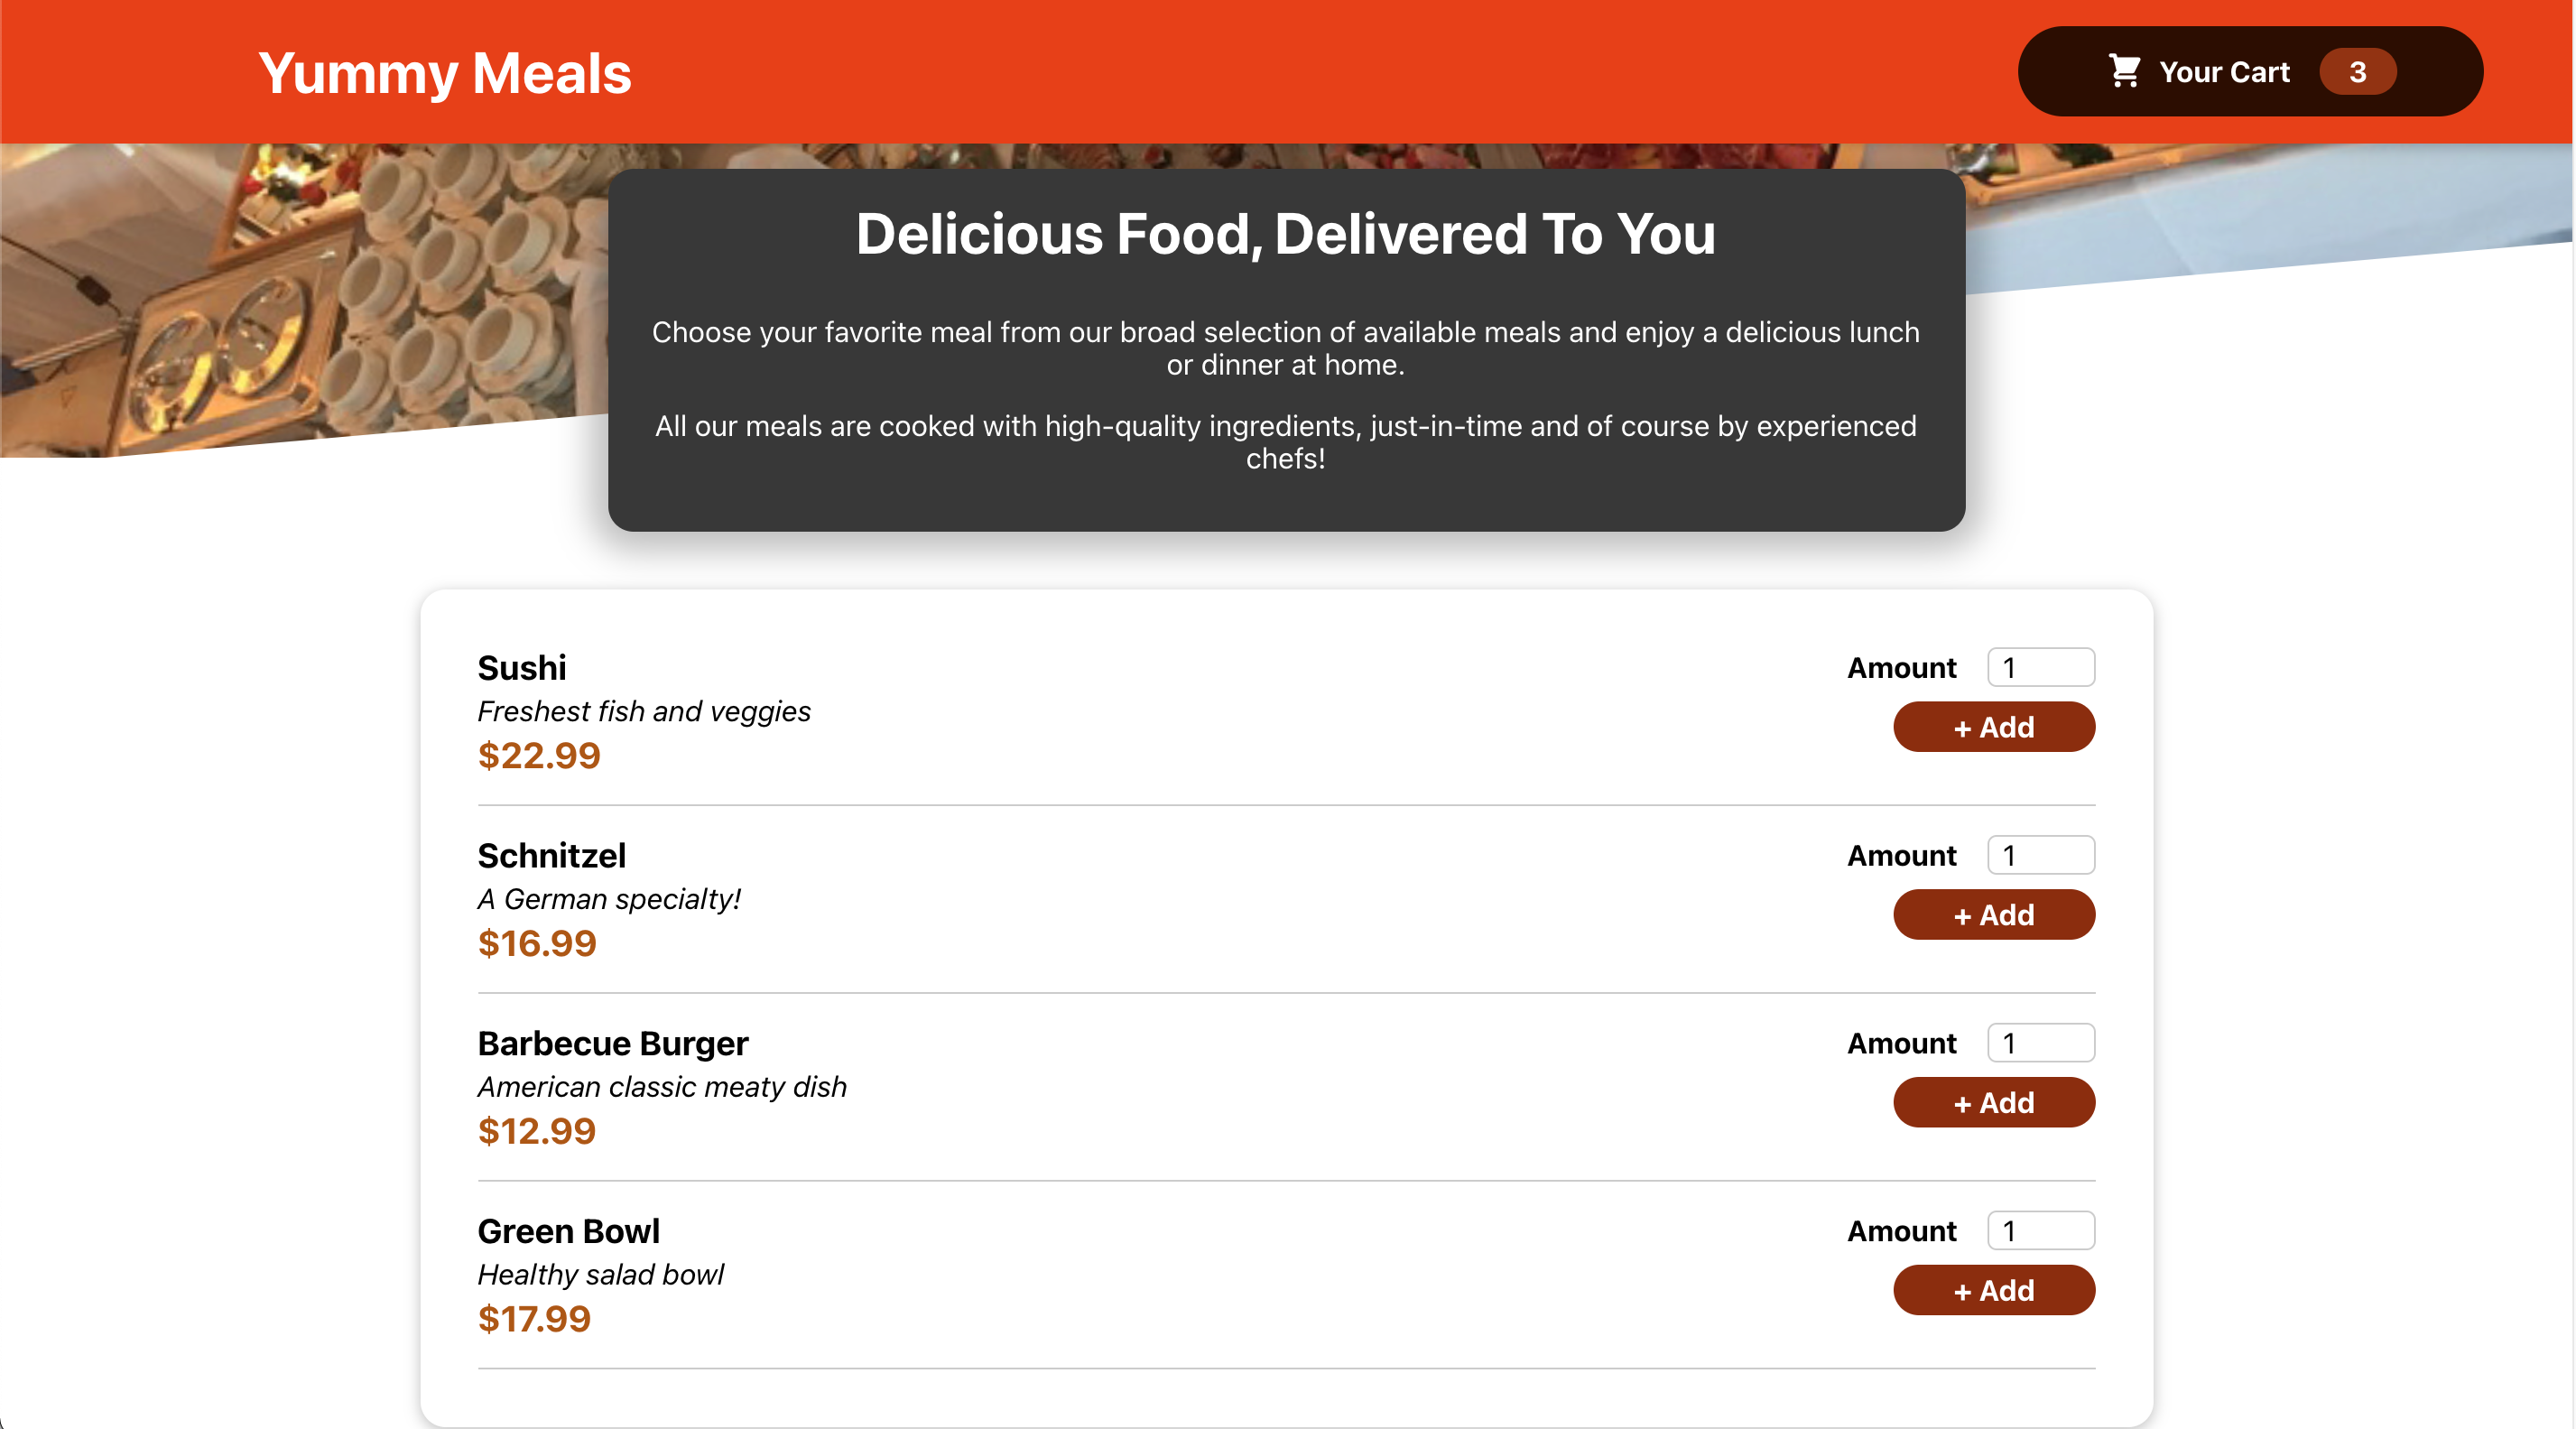 Yummy Meals
Your Cart 3
Delicious Food, Delivered To You
Choose your favorite meal from our broad selection of available meals and enjoy a delicious lunch
or dinner at home.
All our meals are cooked with high-quality ingredients, just-in-time and of course by experienced
chefs!
Sushi
Freshest fish and veggies
$22.99
Amount 1
+ Add
Schnitzel
A German specialty!
$16.99
Amount 1
+ Add
Barbecue Burger
American classic meaty dish
$12.99
Amount 1
+ Add
Green Bowl
Healthy salad bowl
$17.99
Amount 1
+ Add